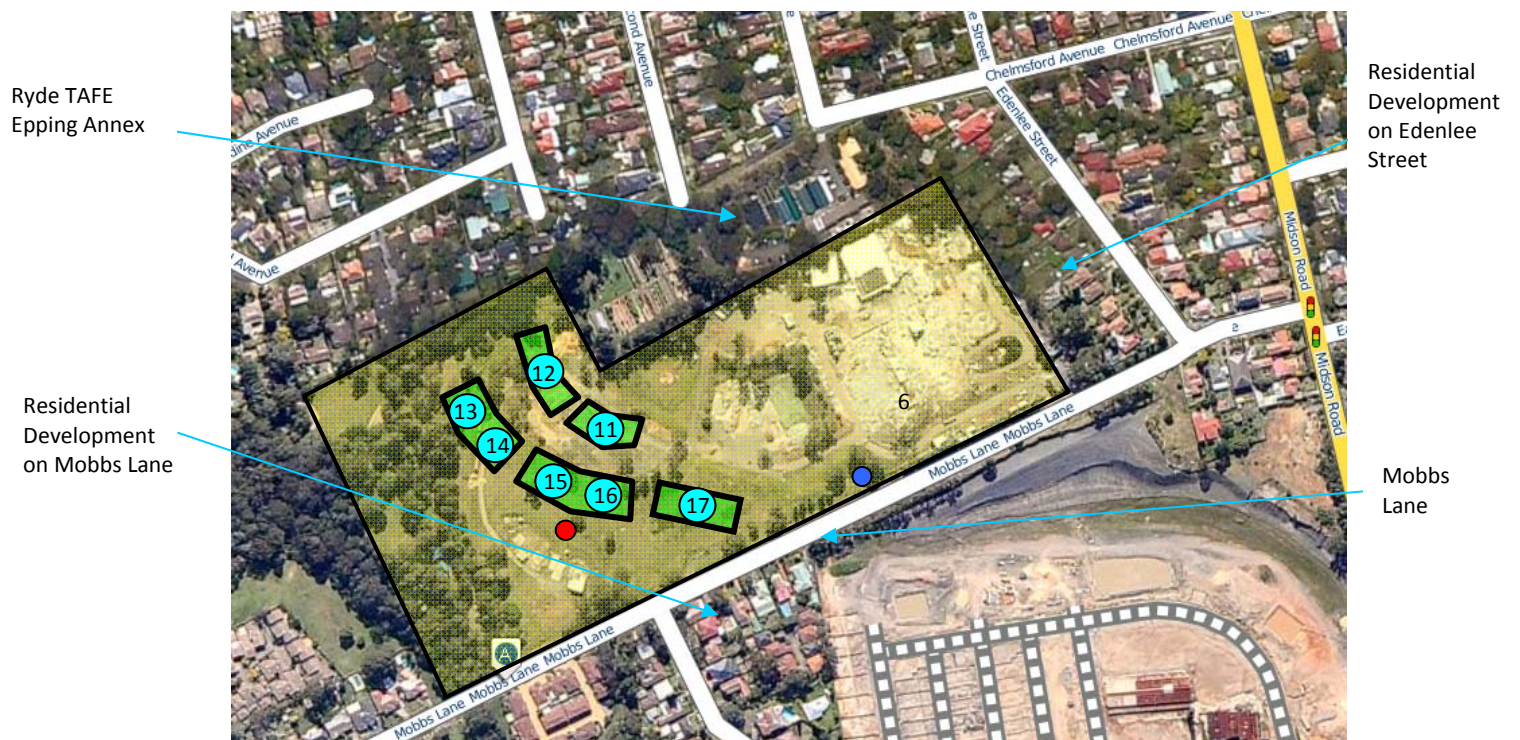 Ryde TAFE
Epping Annex
Residential
Development
on Edenlee
Street
Residential
Development
on Mobbs Lane
Mobbs
Lane
Chelmsford Avenue Chelmsford Avenue
Edenlee Street
Midson Road
Midson Road
Avenue
12
13
11
14
15
16
17
6
Mobbs Lane Mobbs Lane
A
Mobbs Lane Mobbs Lane Mobbs Lane